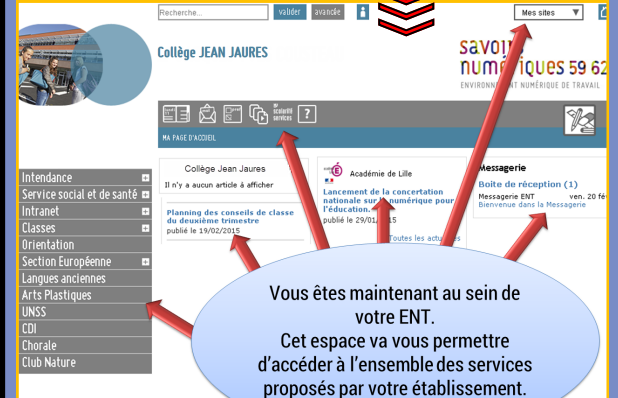 Recherche... valider avancée Mes sites
Collège JEAN JAURES
savoirs
numériques 59 62
ENVIRONNEMENT NUMÉRIQUE DE TRAVAIL
scolarité
services ?
MA PAGE D'ACCUEIL
Intendance
Service social et de santé
Intranet
Classes
Orientation
Section Européenne
Langues anciennes
Arts Plastiques
UNSS
CDI
Chorale
Club Nature
Collège Jean Jaures
Il n'y a aucun article à afficher
Planning des conseils de classe
du deuxième trimestre
publié le 19/02/2015
Académie de Lille
Lancement de la concertation
nationale sur le numérique pour
l'éducation.
publié le 29/01/2015
Toutes les actualités
Messagerie
Boîte de réception (1)
Messagerie ENT ven. 20 fé
Bienvenue dans la Messagerie
Vous êtes maintenant au sein de
votre ENT.
Cet espace va vous permettre
d'accéder à l'ensemble des services
proposés par votre établissement.